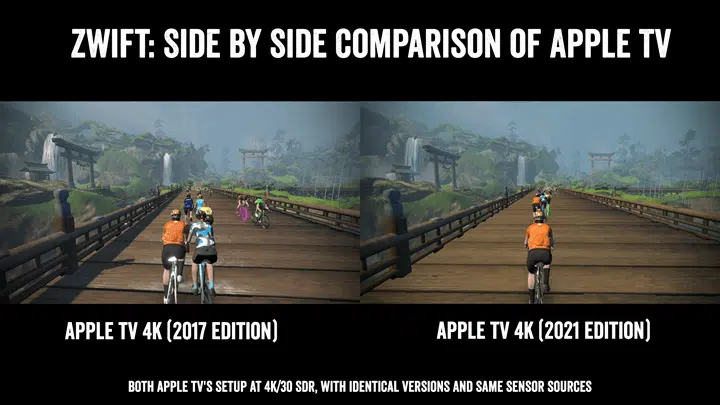 ZWIFT: SIDE BY SIDE COMPARISON OF APPLE TV
APPLE TV 4K (2017 EDITION)
APPLE TV 4K (2021 EDITION)
BOTH APPLE TV'S SETUP AT 4K/30 SDR, WITH IDENTICAL VERSIONS AND SAME SENSOR SOURCES